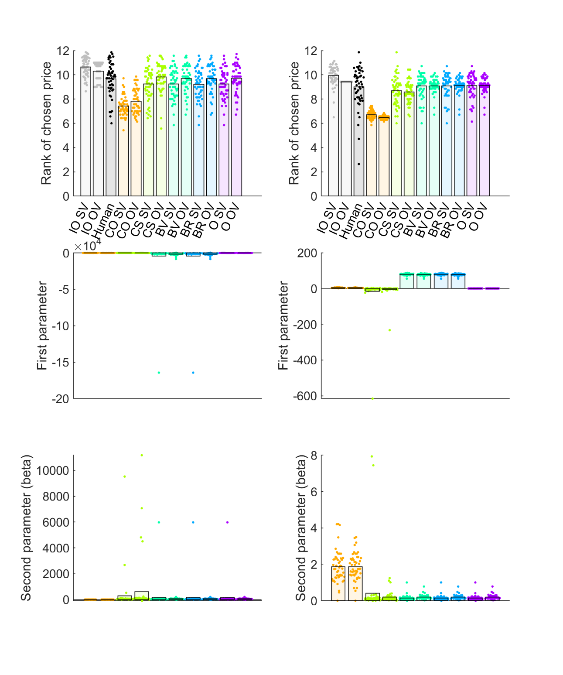 12
10
8
6
4
2
0
Rank of chosen price
IO SV
IO OV
Human
CO SV
CO OV
CS SV
CS OV
BV SV
BV OV
BR SV
BR OV
O SV
O OV
12
10
8
6
4
2
0
Rank of chosen price
IO SV
IO OV
Human
CO SV
CO OV
CS SV
CS OV
BV SV
BV OV
BR SV
BR OV
O SV
O OV
×10⁴
0
-5
-10
-15
-20
First parameter
200
0
-200
-400
-600
First parameter
10000
8000
6000
4000
2000
0
Second parameter (beta)
8
6
4
2
0
Second parameter (beta)